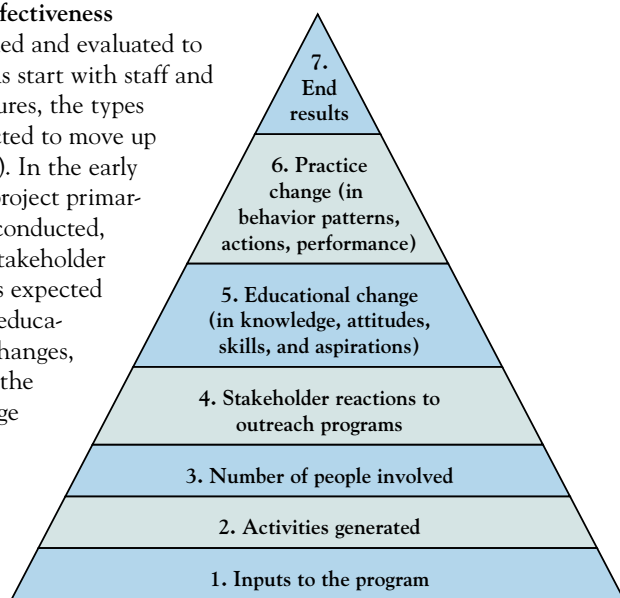 fectiveness
ed and evaluated to
s start with staff and
ures, the types
cted to move up
). In the early
roject primar-
conducted,
takeholder
s expected
educa-
hanges,
the
ge
7.
End
results
6. Practice
change (in
behavior patterns,
actions, performance)
5. Educational change
(in knowledge, attitudes,
skills, and aspirations)
4. Stakeholder reactions to
outreach programs
3. Number of people involved
2. Activities generated
1. Inputs to the program